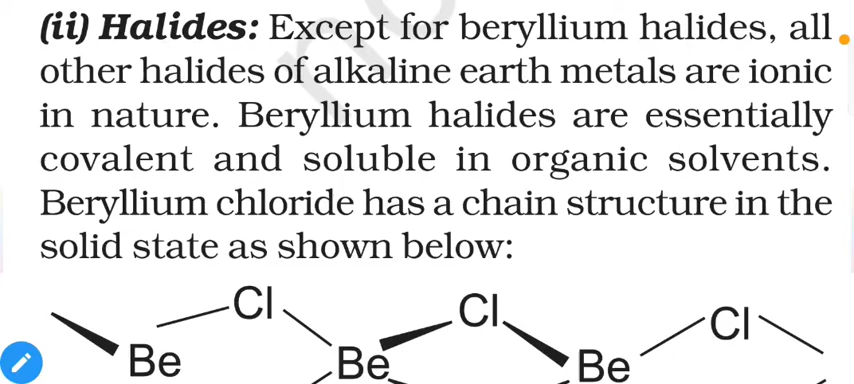 (ii) Halides: Except for beryllium halides, all
other halides of alkaline earth metals are ionic
in nature. Beryllium halides are essentially
covalent and soluble in organic solvents.
Beryllium chloride has a chain structure in the
solid state as shown below:
Cl Cl Cl
Be Be Be